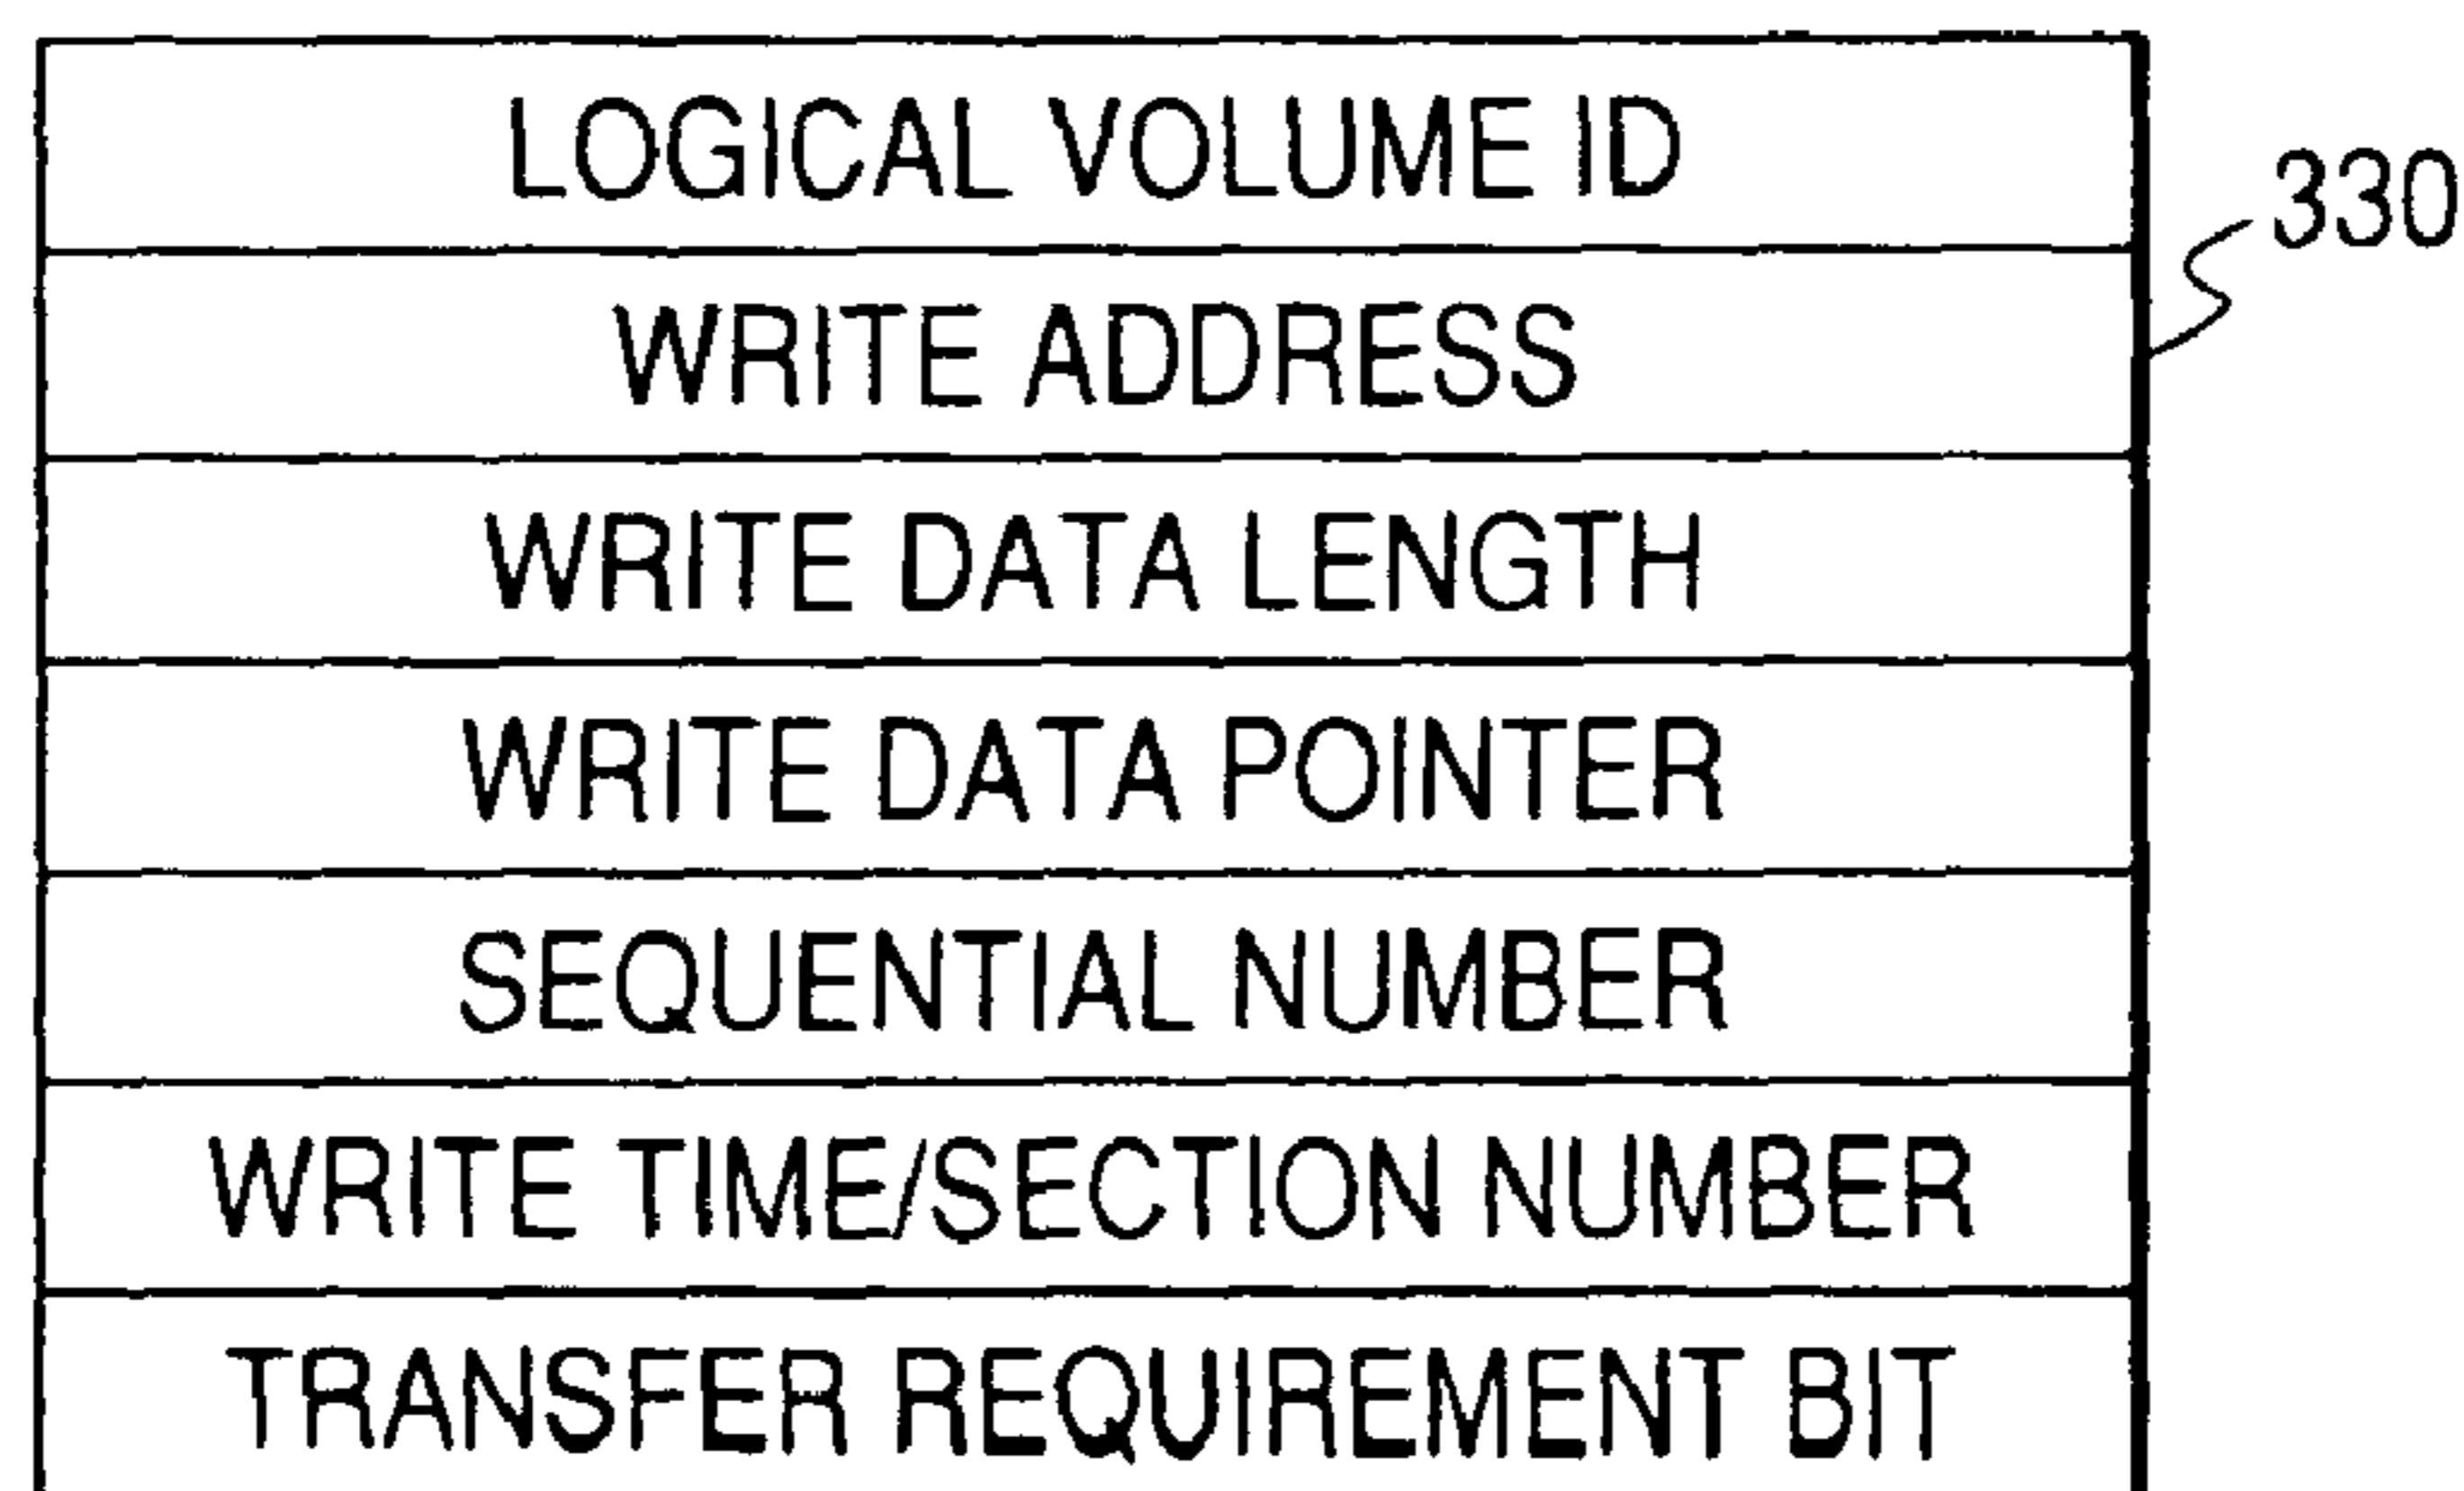 LOGICAL VOLUME ID
330
WRITE ADDRESS
WRITE DATA LENGTH
WRITE DATA POINTER
SEQUENTIAL NUMBER
WRITE TIME/SECTION NUMBER
TRANSFER REQUIREMENT BIT